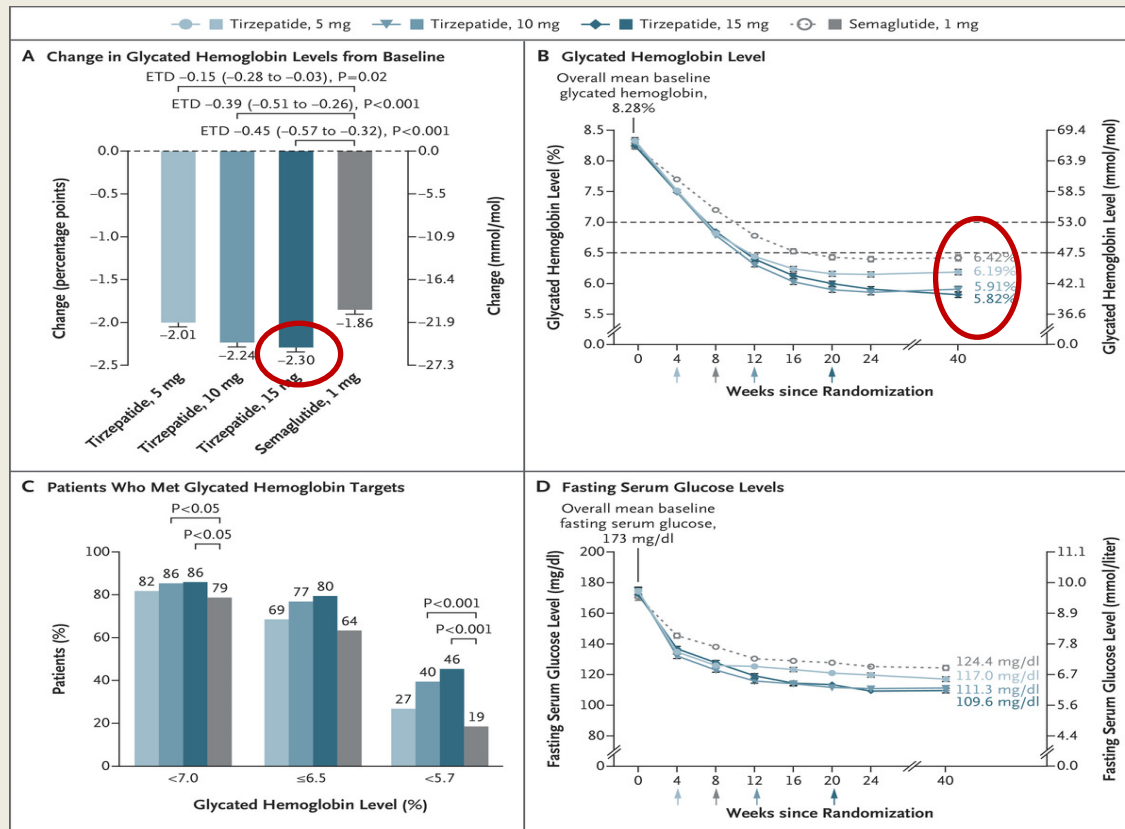 Tirzepatide, 5 mg Tirzepatide, 10 mg Tirzepatide, 15 mg Semaglutide, 1 mg
A Change in Glycated Hemoglobin Levels from Baseline
ETD −0.15 (−0.28 to −0.03), P=0.02
ETD −0.39 (−0.51 to −0.26), P<0.001
ETD −0.45 (−0.57 to −0.32), P<0.001
Change (percentage points)
0.0
−0.5
−1.0
−1.5
−2.0
−2.5
−2.01
−2.24
−2.30
−1.86
0.0
−5.5
−10.9
−16.4
−21.9
−27.3
Change (mmol/mol)
Tirzepatide, 5 mg
Tirzepatide, 10 mg
Tirzepatide, 15 mg
Semaglutide, 1 mg
B Glycated Hemoglobin Level
Overall mean baseline
glycated hemoglobin,
8.28%
Glycated Hemoglobin Level (%)
8.5
8.0
7.5
7.0
6.5
6.0
5.5
0.0
6.42%
6.19%
5.91%
5.82%
69.4
63.9
58.5
53.0
47.5
42.1
36.6
0.0
Glycated Hemoglobin Level (mmol/mol)
0 4 8 12 16 20 24 40
Weeks since Randomization
C Patients Who Met Glycated Hemoglobin Targets
P<0.05
P<0.05
P<0.001
P<0.001
Patients (%)
100
80
60
40
20
0
82 86 86 79
69 77 80 64
27 40 46 19
<7.0 ≤6.5 <5.7
Glycated Hemoglobin Level (%)
D Fasting Serum Glucose Levels
Overall mean baseline
fasting serum glucose,
173 mg/dl
Fasting Serum Glucose Level (mg/dl)
200
180
160
140
120
100
80
0
124.4 mg/dl
117.0 mg/dl
111.3 mg/dl
109.6 mg/dl
11.1
10.0
8.9
7.8
6.7
5.6
4.4
0.0
Fasting Serum Glucose Level (mmol/liter)
0 4 8 12 16 20 24 40
Weeks since Randomization